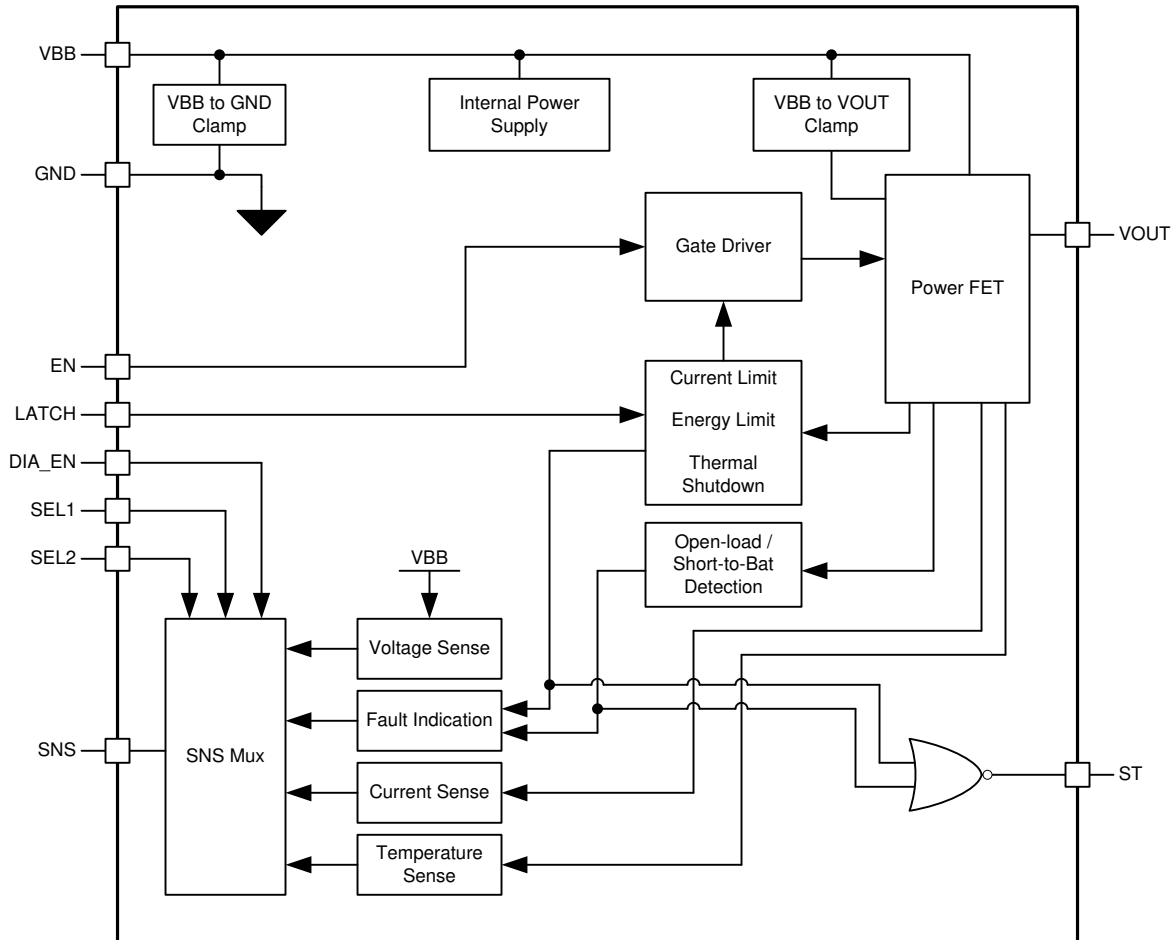 VBB
VBB to GND
Clamp
Internal Power
Supply
VBB to VOUT
Clamp
GND
Gate Driver
VOUT
Power FET
EN
LATCH
Current Limit
Energy Limit
Thermal
Shutdown
DIA_EN
SEL1
SEL2
VBB
Open-load /
Short-to-Bat
Detection
Voltage Sense
Fault Indication
SNS
SNS Mux
ST
Current Sense
Temperature
Sense